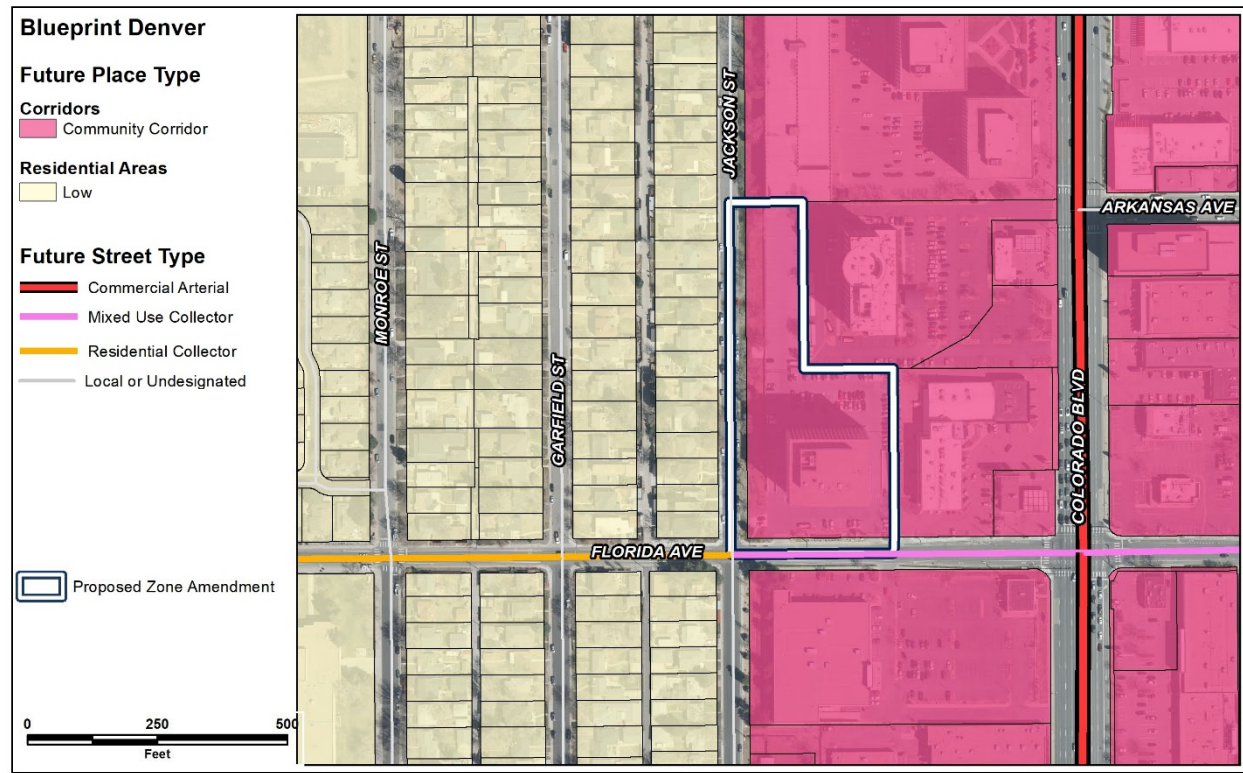 Blueprint Denver
Future Place Type
Corridors
Community Corridor
Residential Areas
Low
Future Street Type
Commercial Arterial
Mixed Use Collector
Residential Collector
Local or Undesignated
Proposed Zone Amendment
0 250 500
Feet
MONROE ST
GARFIELD ST
JACKSON ST
ARKANSAS AVE
COLORADO BLVD
FLORIDA AVE